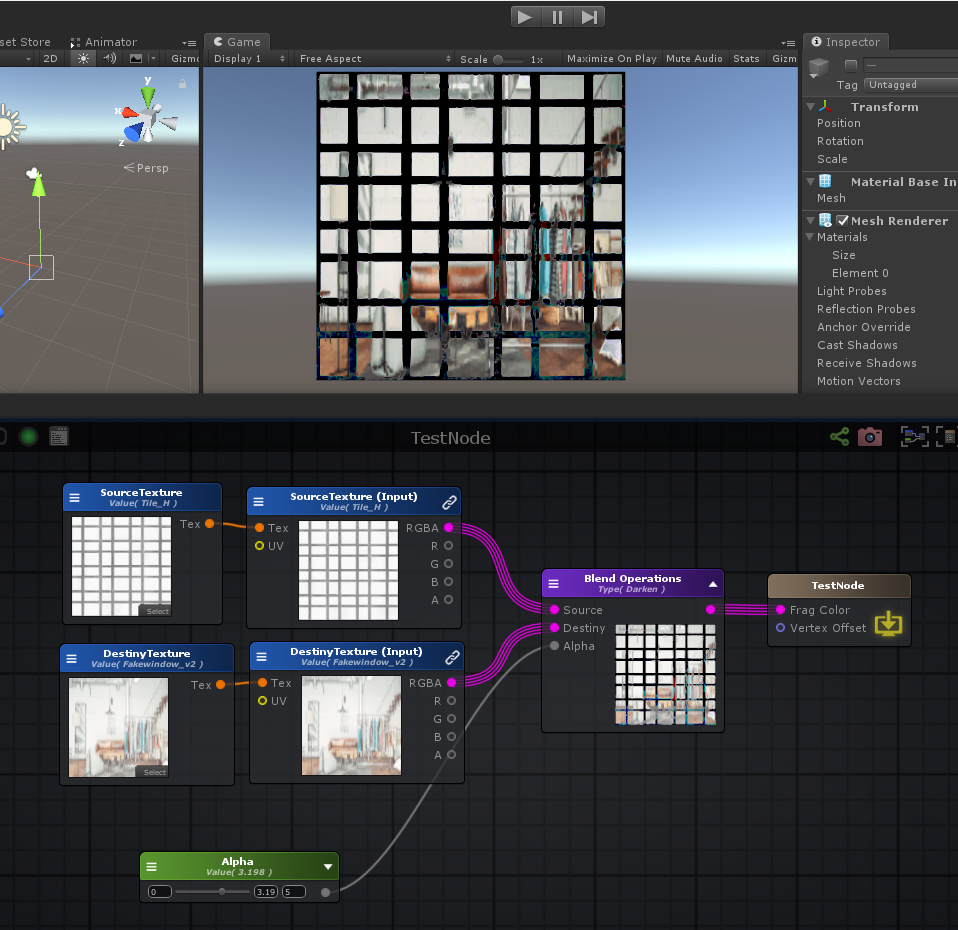 set Store
Animator
Game
Inspector
2D
Gizmo
Display 1
Free Aspect
Scale
1x
Maximize On Play
Mute Audio
Stats
Gizm
Tag
Untagged
y
x
z
Persp
Transform
Position
Rotation
Scale
Material Base In
Mesh
Mesh Renderer
Materials
Size
Element 0
Light Probes
Reflection Probes
Anchor Override
Cast Shadows
Receive Shadows
Motion Vectors
TestNode
SourceTexture
Value( Tile_H )
Tex
Select
SourceTexture (Input)
Value( Tile_H )
Tex
UV
RGBA
R
G
B
A
DestinyTexture
Value( Fakewindow_v2 )
Tex
Select
DestinyTexture (Input)
Value( Fakewindow_v2 )
Tex
UV
RGBA
R
G
B
A
Blend Operations
Type( Darken )
Source
Destiny
Alpha
TestNode
Frag Color
Vertex Offset
Alpha
Value( 3.198 )
0
3.19
5